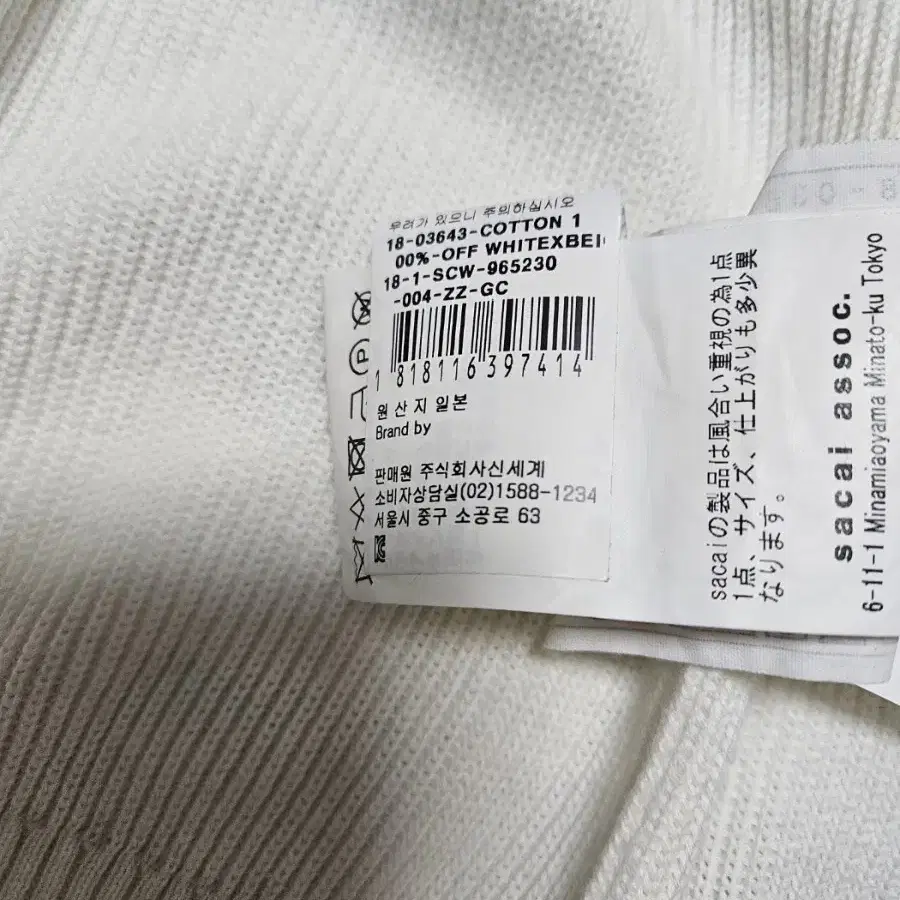 우려가 있으니 주의하십시오
18-03643-COTTON 1
00%-OFF WHITEXBEI
18-1-SCW-965230
-004-ZZ-GC
1 818116 397414
원 산 지 일본
Brand by
판매원 주식회사신세계
소비자상담실(02)1588-1234
서울시 중구 소공로 63
P
sacaiの製品は風合い重視の為1点
1点、サイズ、仕上がりも多少異
なります。
sacai assoc.
6-11-1 Minamiaoyama Minato-ku Tokyo